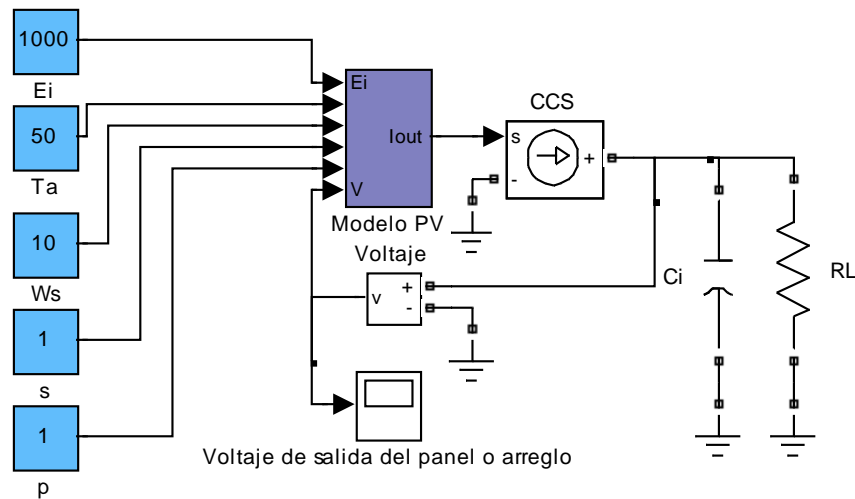 1000
Ei
50
Ta
10
Ws
1
s
1
p
Ei
Iout
V
Modelo PV
CCS
s
+
-
Voltaje
v
+
-
Ci
RL
Voltaje de salida del panel o arreglo